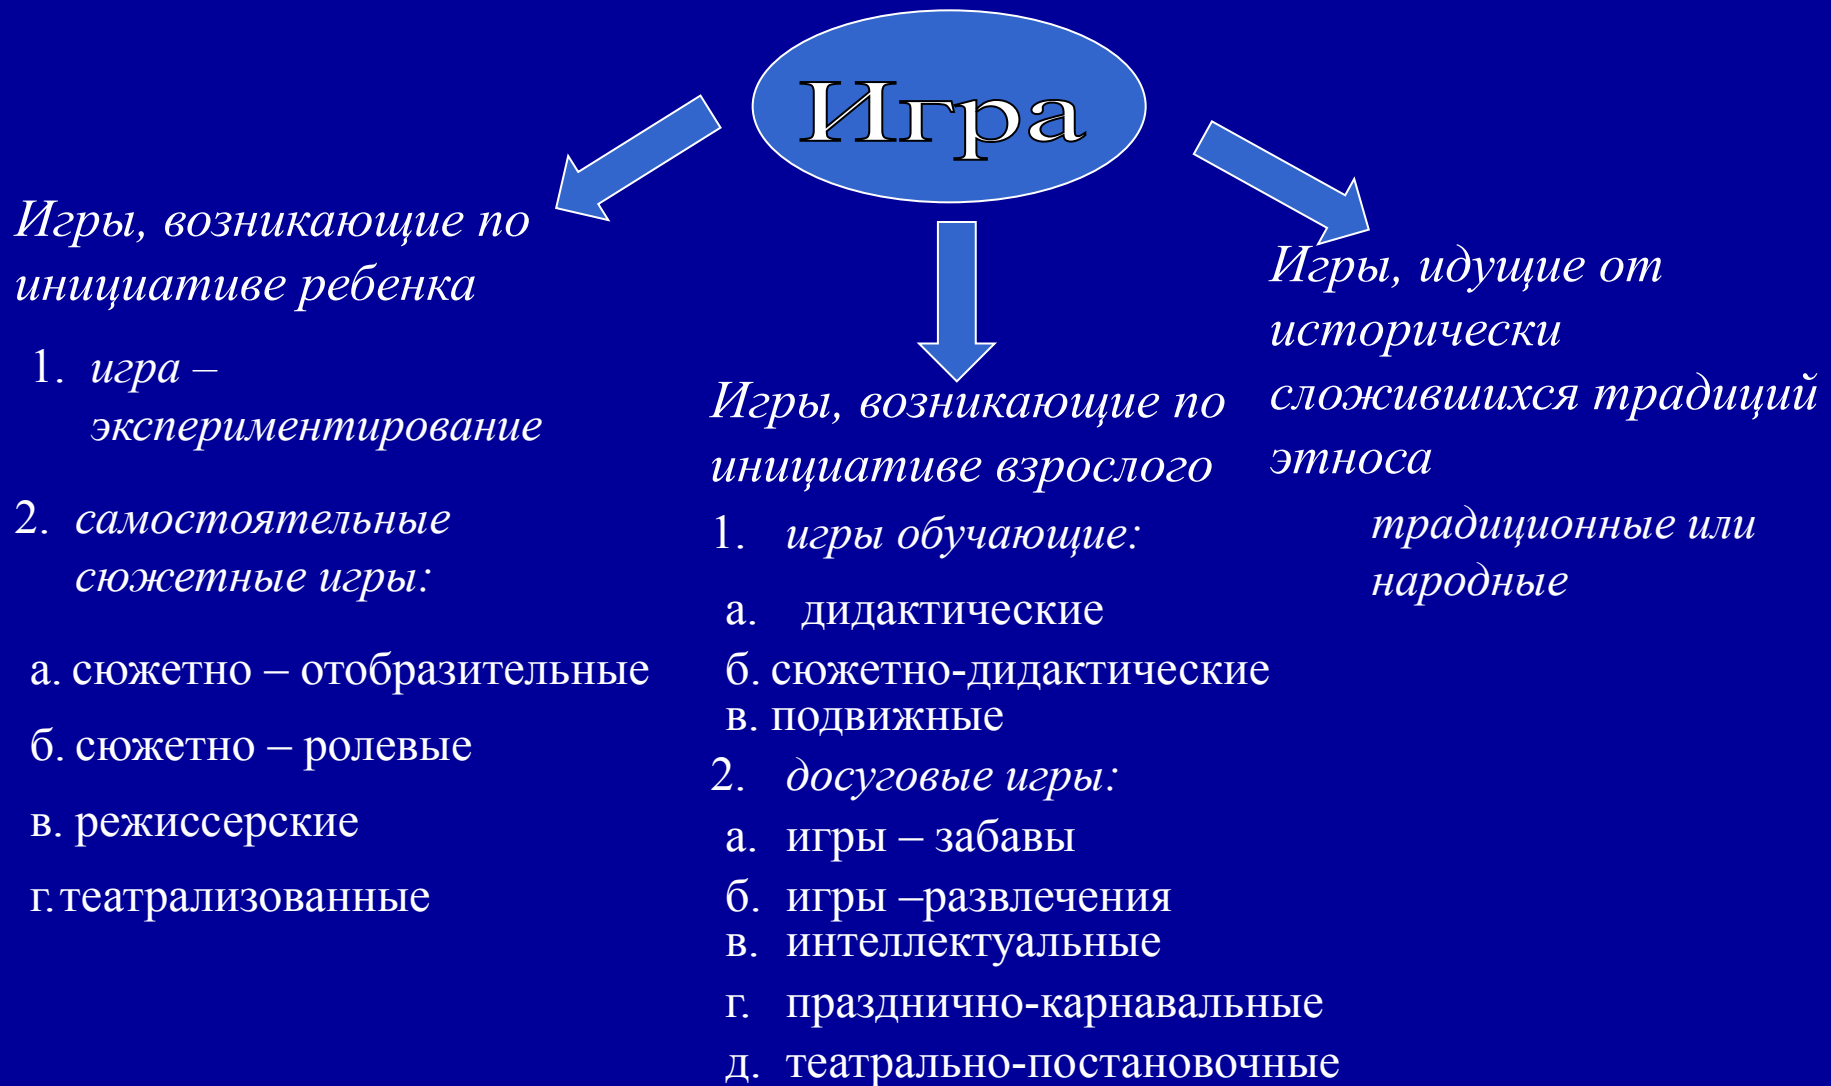 Игра
Игры, возникающие по
инициативе ребенка
1. игра –
экспериментирование
2. самостоятельные
сюжетные игры:
а. сюжетно – отобразительные
б. сюжетно – ролевые
в. режиссерские
г. театрализованные
Игры, возникающие по
инициативе взрослого
1. игры обучающие:
а. дидактические
б. сюжетно-дидактические
в. подвижные
2. досуговые игры:
а. игры – забавы
б. игры –развлечения
в. интеллектуальные
г. празднично-карнавальные
д. театрально-постановочные
Игры, идущие от
исторически
сложившихся традиций
этноса
традиционные или
народные